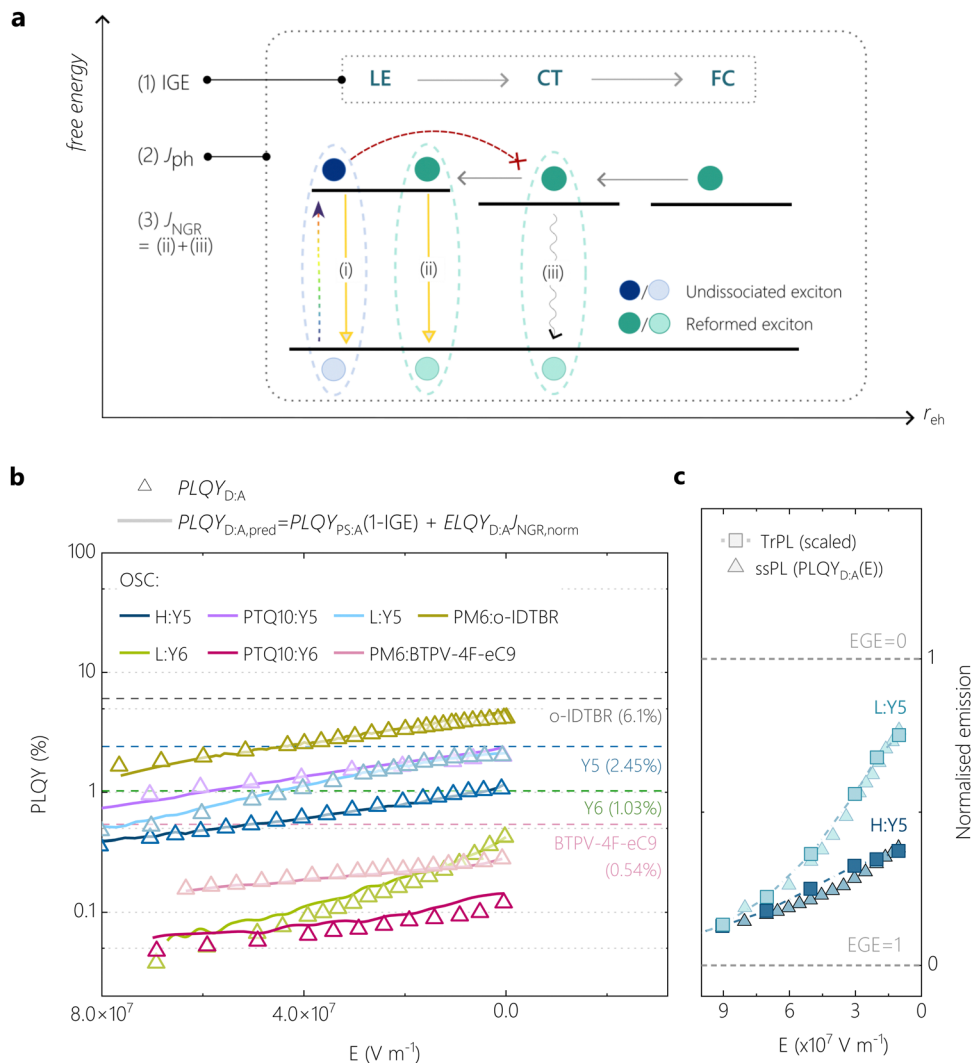 a
free energy
(1) IGE
LE
CT
FC
(2) Jph
(3) JNGR
= (ii)+(iii)
(i)
(ii)
(iii)
Undissociated exciton
Reformed exciton
reh
b
PLQYD:A
PLQYD:A,pred=PLQYPS:A(1-IGE) + ELQYD:AJNGR,norm
PLQY (%)
100
10
1
0.1
OSC:
H:Y5
PTQ10:Y5
L:Y5
PM6:o-IDTBR
L:Y6
PTQ10:Y6
PM6:BTPV-4F-eC9
o-IDTBR (6.1%)
Y5 (2.45%)
Y6 (1.03%)
BTPV-4F-eC9
(0.54%)
8.0×10⁷
4.0×10⁷
0.0
E (V m⁻¹)
c
TrPL (scaled)
ssPL (PLQYD:A(E))
EGE=0
L:Y5
H:Y5
EGE=1
1
0
Normalised emission
9
6
3
0
E (x10⁷ V m⁻¹)